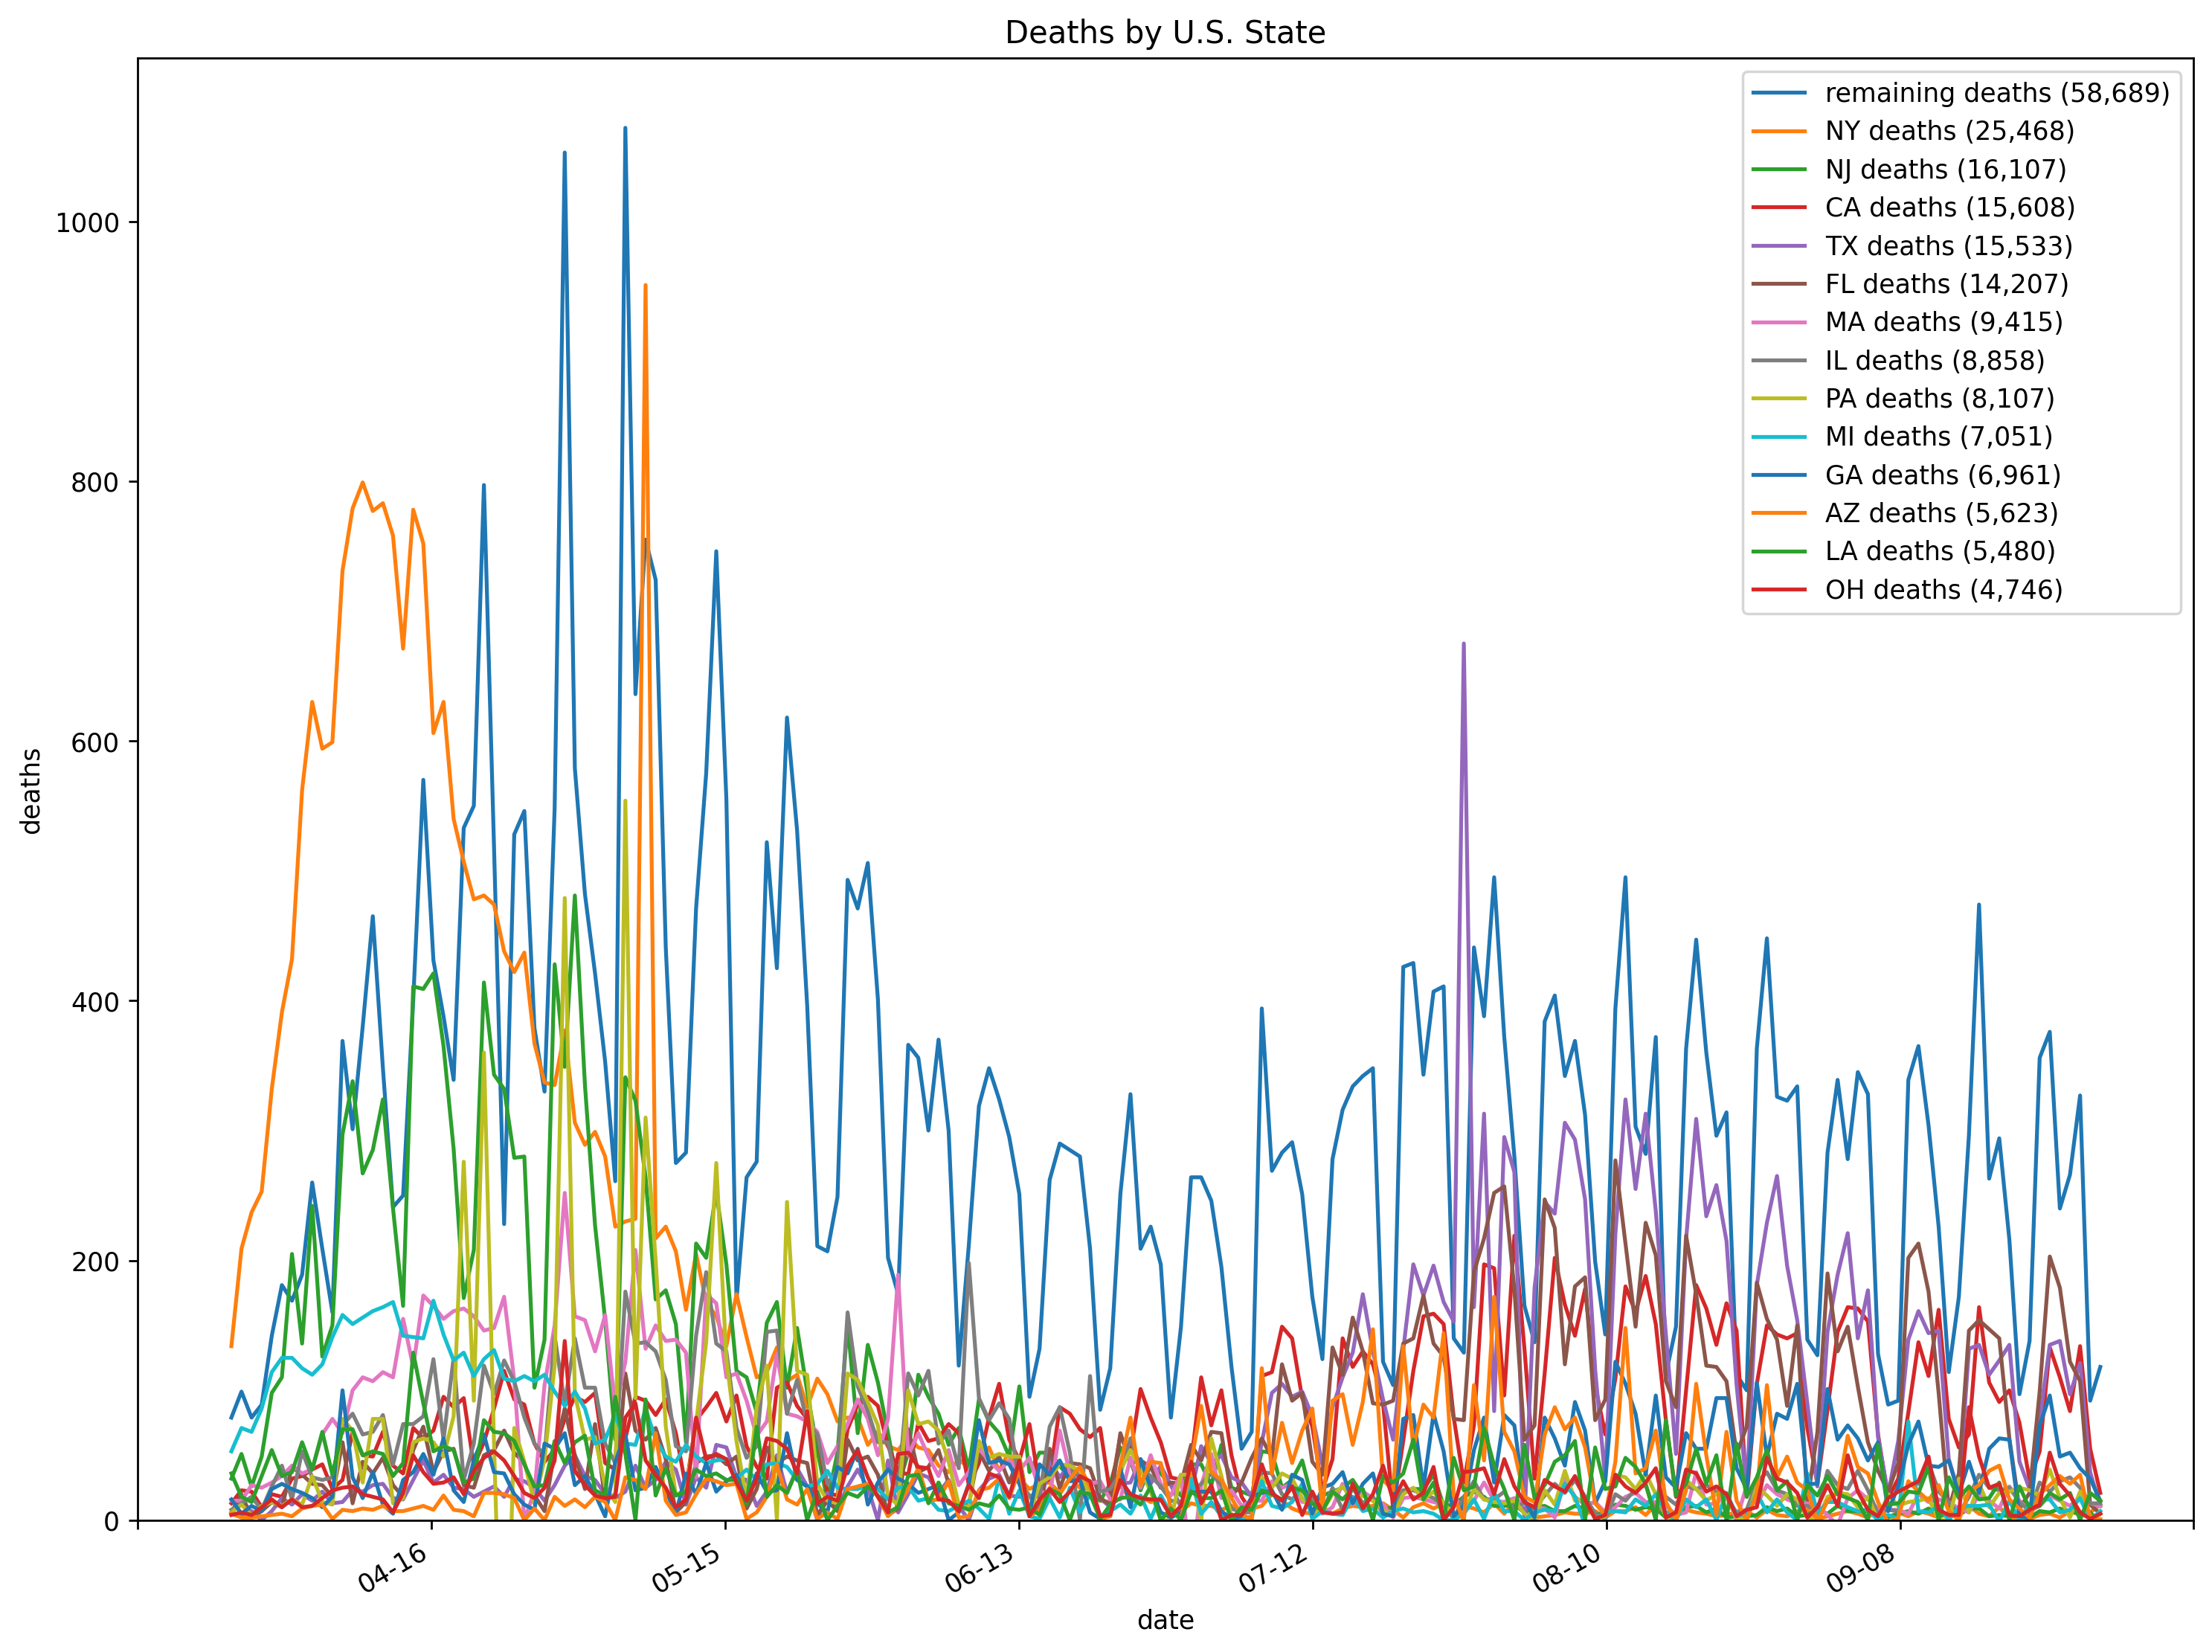 Deaths by U.S. State
remaining deaths (58,689)
NY deaths (25,468)
NJ deaths (16,107)
CA deaths (15,608)
TX deaths (15,533)
FL deaths (14,207)
MA deaths (9,415)
IL deaths (8,858)
PA deaths (8,107)
MI deaths (7,051)
GA deaths (6,961)
AZ deaths (5,623)
LA deaths (5,480)
OH deaths (4,746)
1000
800
600
400
200
0
deaths
04-16
05-15
06-13
07-12
08-10
09-08
date